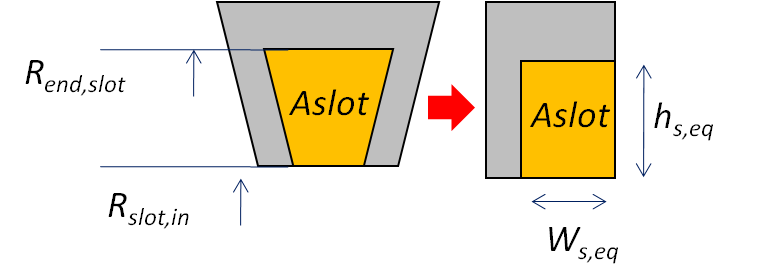 R_end,slot
Aslot
Aslot
h_s,eq
R_slot,in
W_s,eq